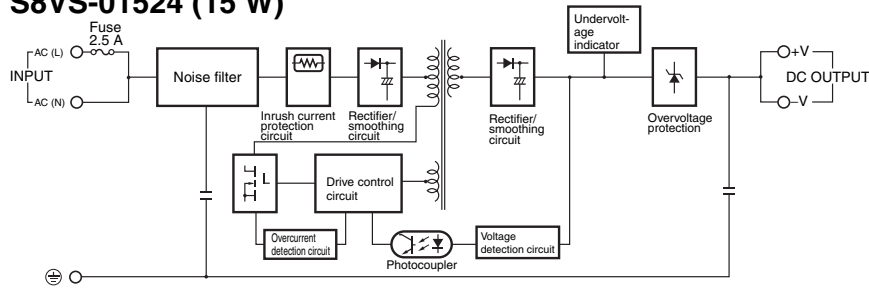 S8VS-01524 (15 W)
Fuse
2.5 A
AC (L)
INPUT
AC (N)
Noise filter
Inrush current
protection
circuit
Rectifier/
smoothing
circuit
Drive control
circuit
Overcurrent
detection circuit
Photocoupler
Voltage
detection circuit
Rectifier/
smoothing
circuit
Undervolt-
age
indicator
Overvoltage
protection
+V
DC OUTPUT
–V